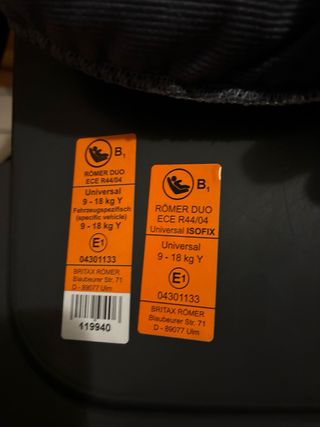 B1
RÖMER DUO
ECE R44/04
Universal
9 - 18 kg Y
Fahrzeugspezifisch
(specific vehicle)
9 - 18 kg Y
E1
04301133
BRITAX RÖMER
Blaubeurer Str. 71
D - 89077 Ulm
119940
B1
RÖMER DUO
ECE R44/04
Universal ISOFIX
Universal
9 - 18 kg Y
E1
04301133
BRITAX RÖMER
Blaubeurer Str. 71
D - 89077 Ulm